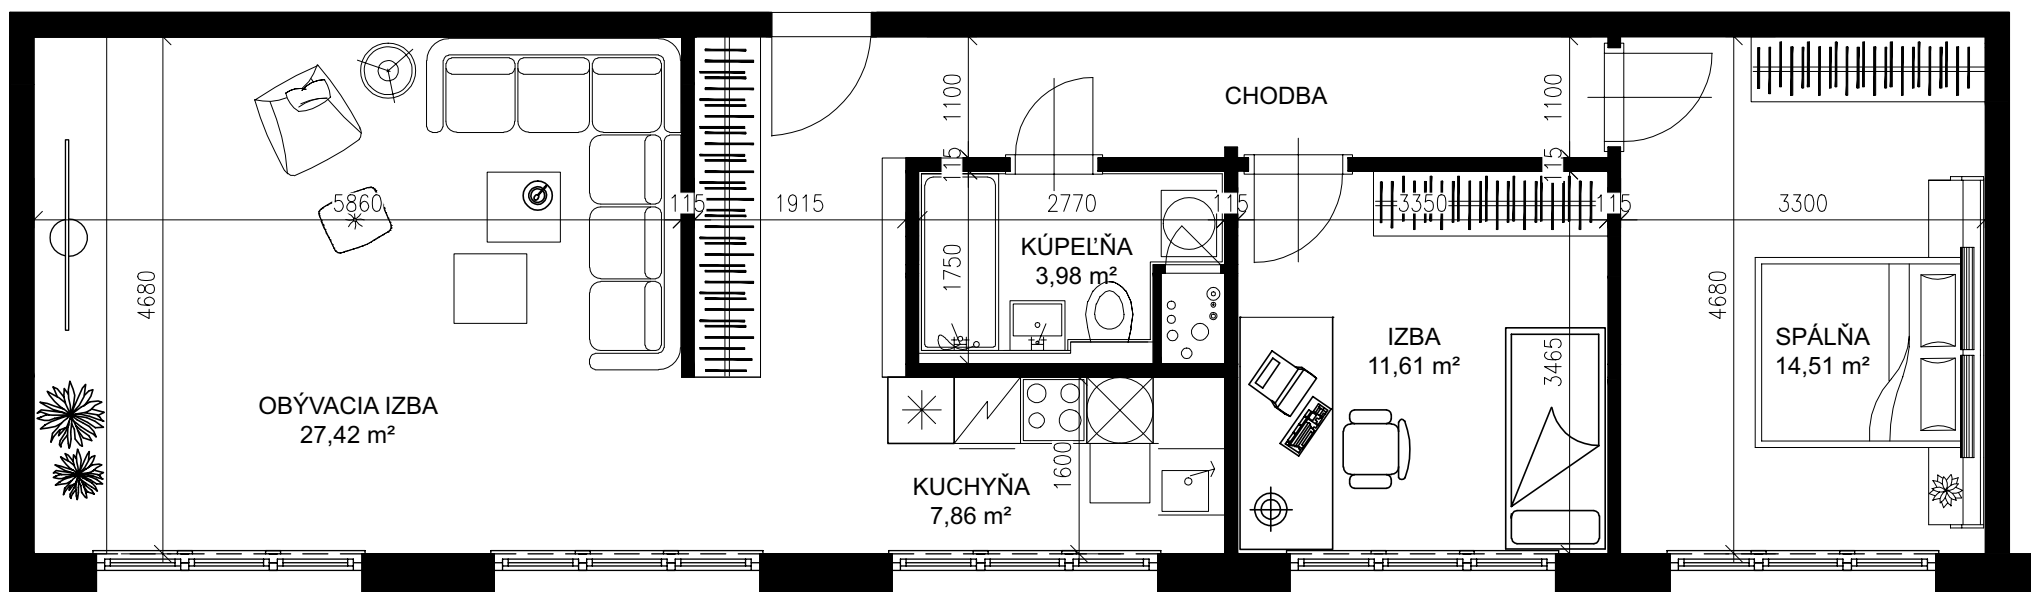 1100
CHODBA
1100
115
115
5860
115
1915
2770
115
3350
115
3300
KÚPEĽŇA
3,98 m²
1750
4680
4680
IZBA
11,61 m²
SPÁLŇA
14,51 m²
3465
OBÝVACIA IZBA
27,42 m²
1600
KUCHYŇA
7,86 m²